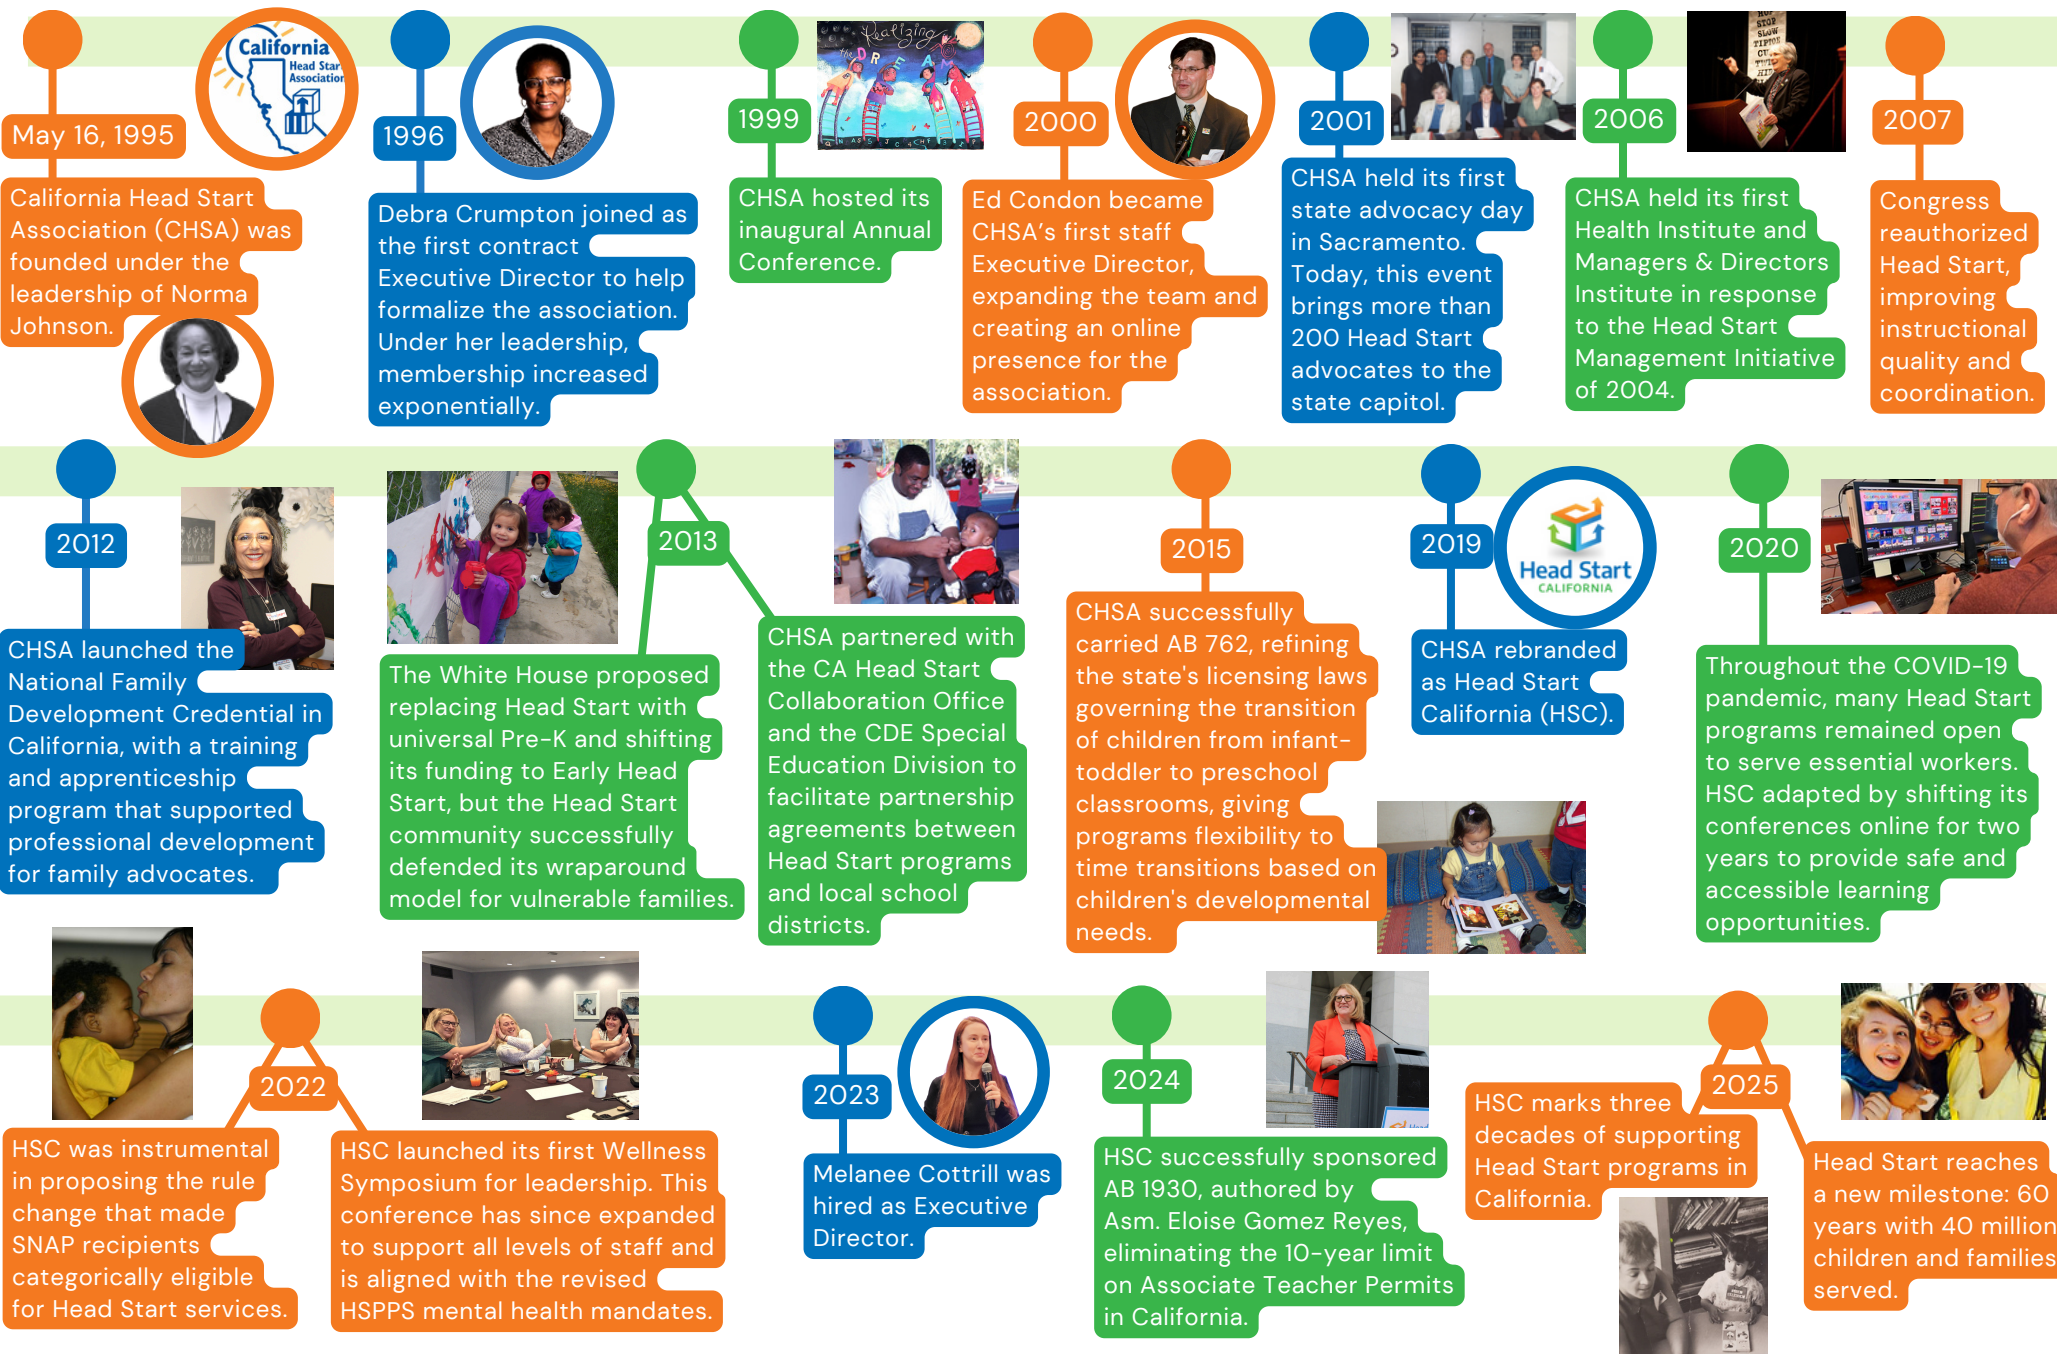 May 16, 1995
California
Head Start
Association
California Head Start
Association (CHSA) was
founded under the
leadership of Norma
Johnson.
1996
Debra Crumpton joined as
the first contract
Executive Director to help
formalize the association.
Under her leadership,
membership increased
exponentially.
1999
Realizing
the DREAM
CHSA hosted its
inaugural Annual
Conference.
2000
Ed Condon became
CHSA’s first staff
Executive Director,
expanding the team and
creating an online
presence for the
association.
2001
CHSA held its first
state advocacy day
in Sacramento.
Today, this event
brings more than
200 Head Start
advocates to the
state capitol.
2006
STOP
SLOW
CHSA held its first
Health Institute and
Managers & Directors
Institute in response
to the Head Start
Management Initiative
of 2004.
2007
Congress
reauthorized
Head Start,
improving
instructional
quality and
coordination.
2012
CHSA launched the
National Family
Development Credential in
California, with a training
and apprenticeship
program that supported
professional development
for family advocates.
2013
The White House proposed
replacing Head Start with
universal Pre-K and shifting
its funding to Early Head
Start, but the Head Start
community successfully
defended its wraparound
model for vulnerable families.
CHSA partnered with
the CA Head Start
Collaboration Office
and the CDE Special
Education Division to
facilitate partnership
agreements between
Head Start programs
and local school
districts.
2015
CHSA successfully
carried AB 762, refining
the state's licensing laws
governing the transition
of children from infant-
toddler to preschool
classrooms, giving
programs flexibility to
time transitions based on
children's developmental
needs.
2019
Head Start
CALIFORNIA
CHSA rebranded
as Head Start
California (HSC).
2020
Throughout the COVID-19
pandemic, many Head Start
programs remained open
to serve essential workers.
HSC adapted by shifting its
conferences online for two
years to provide safe and
accessible learning
opportunities.
2022
HSC was instrumental
in proposing the rule
change that made
SNAP recipients
categorically eligible
for Head Start services.
HSC launched its first Wellness
Symposium for leadership. This
conference has since expanded
to support all levels of staff and
is aligned with the revised
HSPPS mental health mandates.
2023
Melanee Cottrill was
hired as Executive
Director.
2024
HSC successfully sponsored
AB 1930, authored by
Asm. Eloise Gomez Reyes,
eliminating the 10-year limit
on Associate Teacher Permits
in California.
2025
HSC marks three
decades of supporting
Head Start programs in
California.
Head Start reaches
a new milestone: 60
years with 40 million
children and families
served.